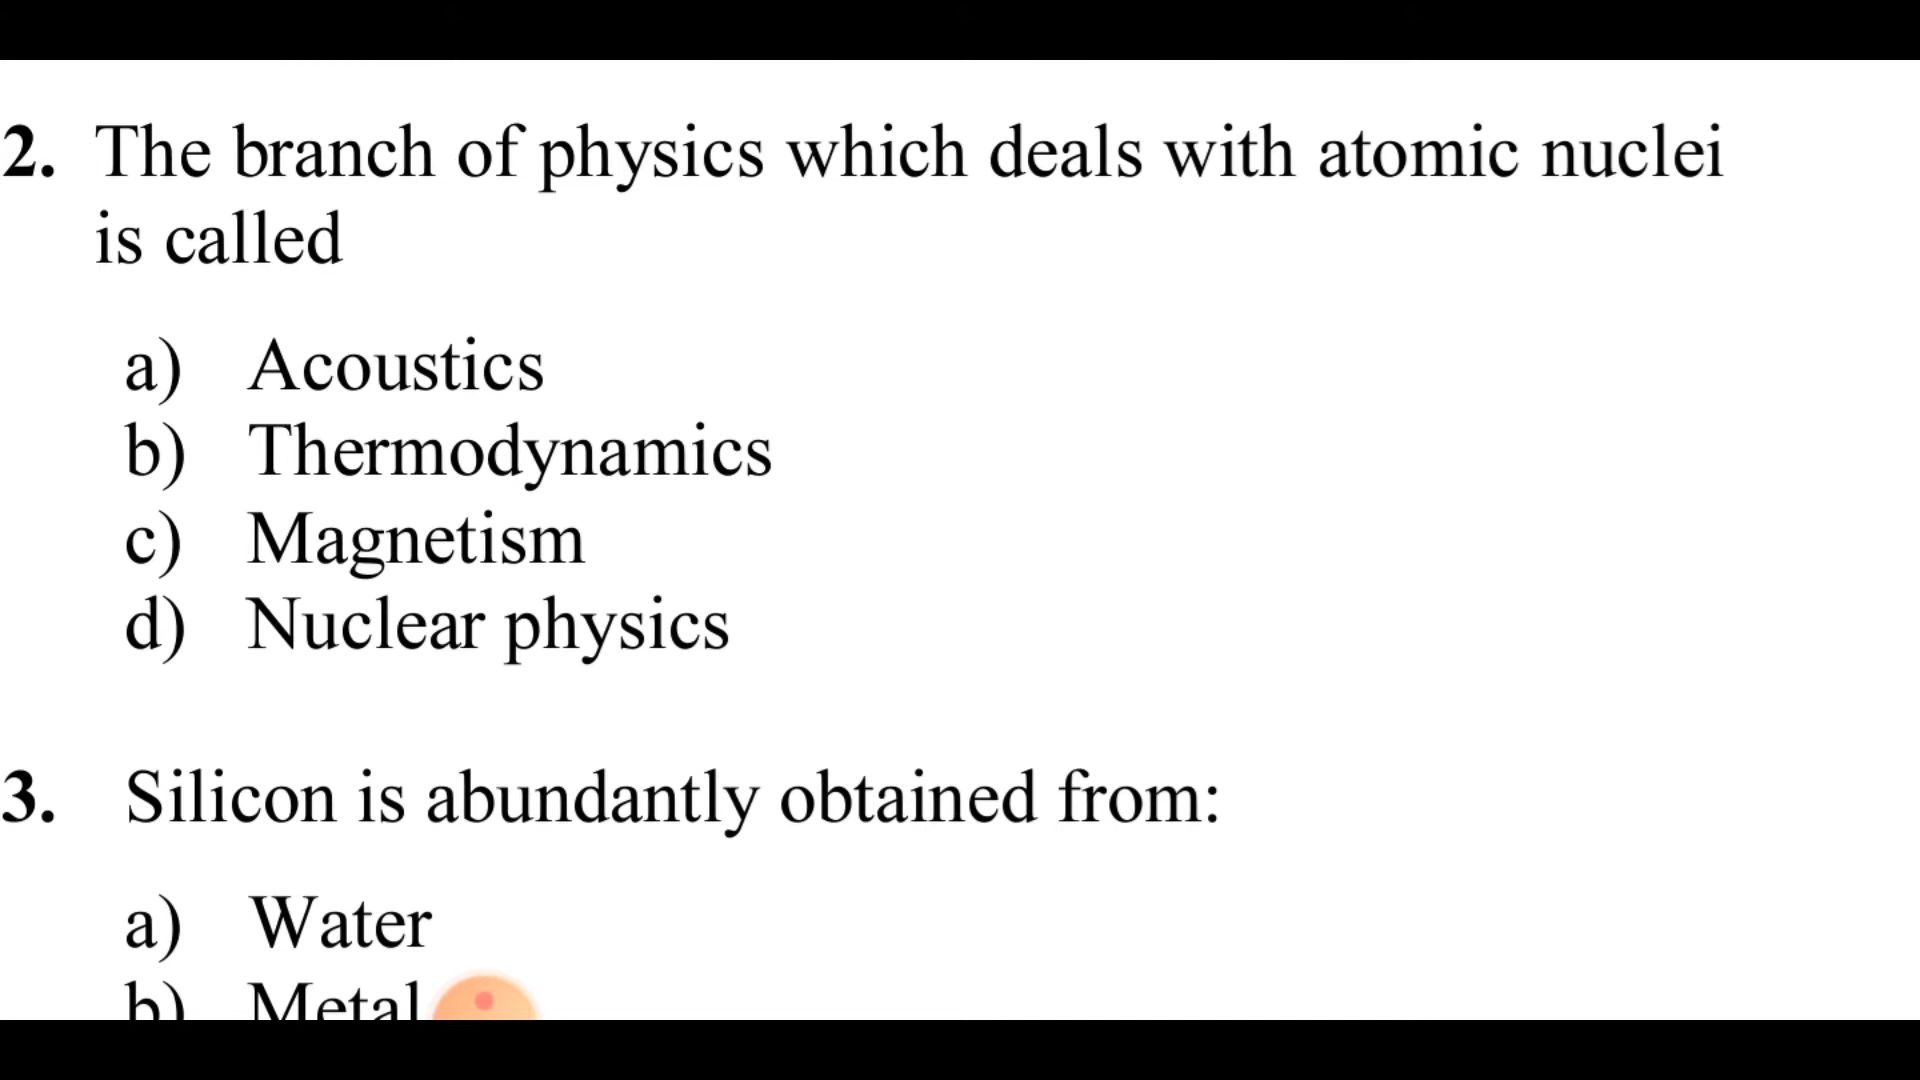 2. The branch of physics which deals with atomic nuclei
is called
a) Acoustics
b) Thermodynamics
c) Magnetism
d) Nuclear physics
3. Silicon is abundantly obtained from:
a) Water
b) Metal